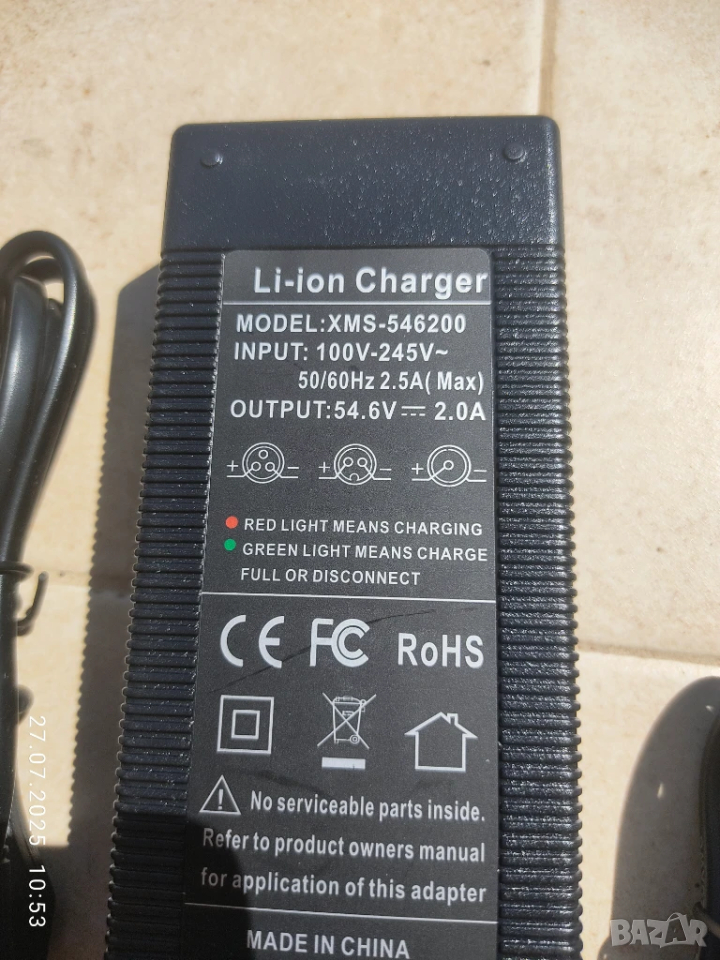 Li-ion Charger
MODEL:XMS-546200
INPUT: 100V-245V~
50/60Hz 2.5A(Max)
OUTPUT:54.6V⎓ 2.0A
+ - + - + -
RED LIGHT MEANS CHARGING
GREEN LIGHT MEANS CHARGE
FULL OR DISCONNECT
CE FC RoHS
No serviceable parts inside.
Refer to product owners manual
for application of this adapter
MADE IN CHINA
27.07.2025 10:53
BAZAR